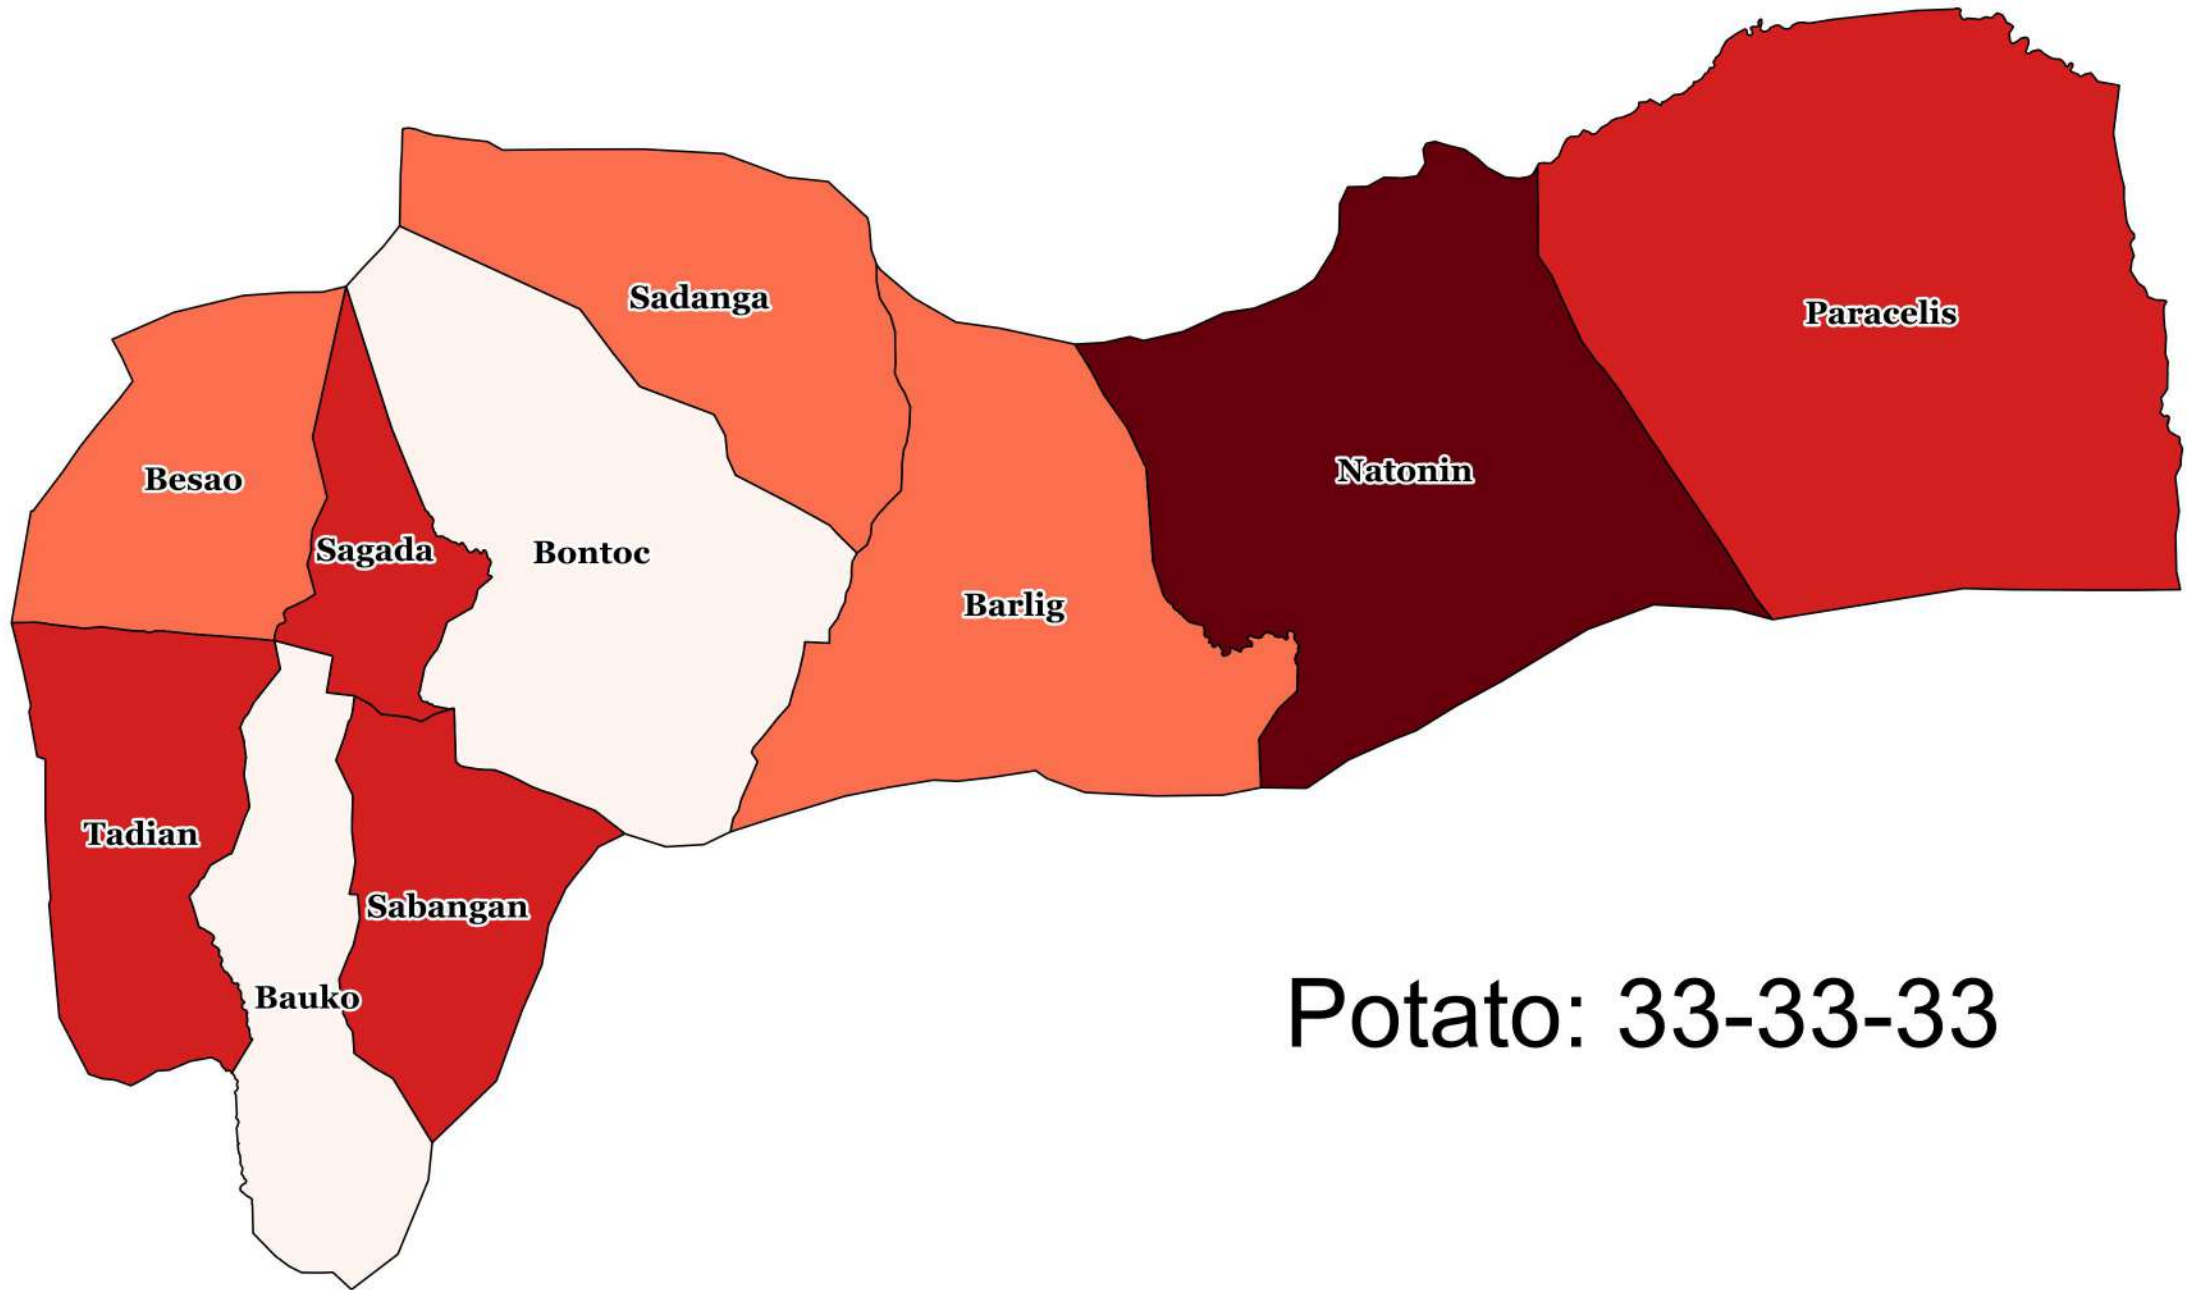 Sadanga
Paracelis
Natonin
Besao
Sagada
Bontoc
Barlig
Tadian
Sabangan
Bauko
Potato: 33-33-33